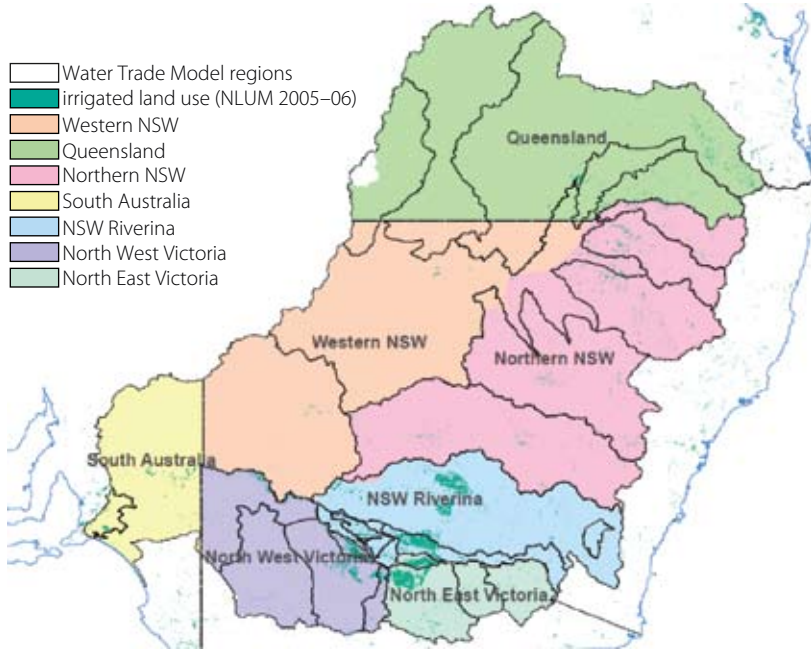 Water Trade Model regions
irrigated land use (NLUM 2005–06)
Western NSW
Queensland
Northern NSW
South Australia
NSW Riverina
North West Victoria
North East Victoria
Queensland
Western NSW
Northern NSW
South Australia
NSW Riverina
North West Victoria
North East Victoria